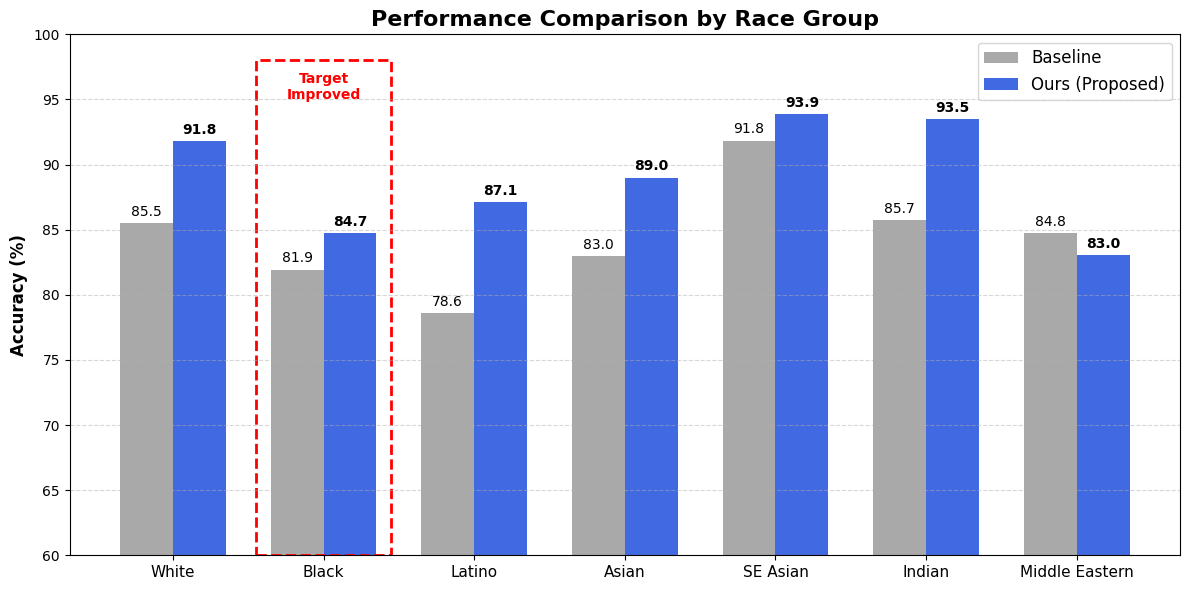 Performance Comparison by Race Group
Baseline
Ours (Proposed)
Target
Improved
Accuracy (%)
100
95
90
85
80
75
70
65
60
85.5
91.8
81.9
84.7
78.6
87.1
83.0
89.0
91.8
93.9
85.7
93.5
84.8
83.0
White
Black
Latino
Asian
SE Asian
Indian
Middle Eastern